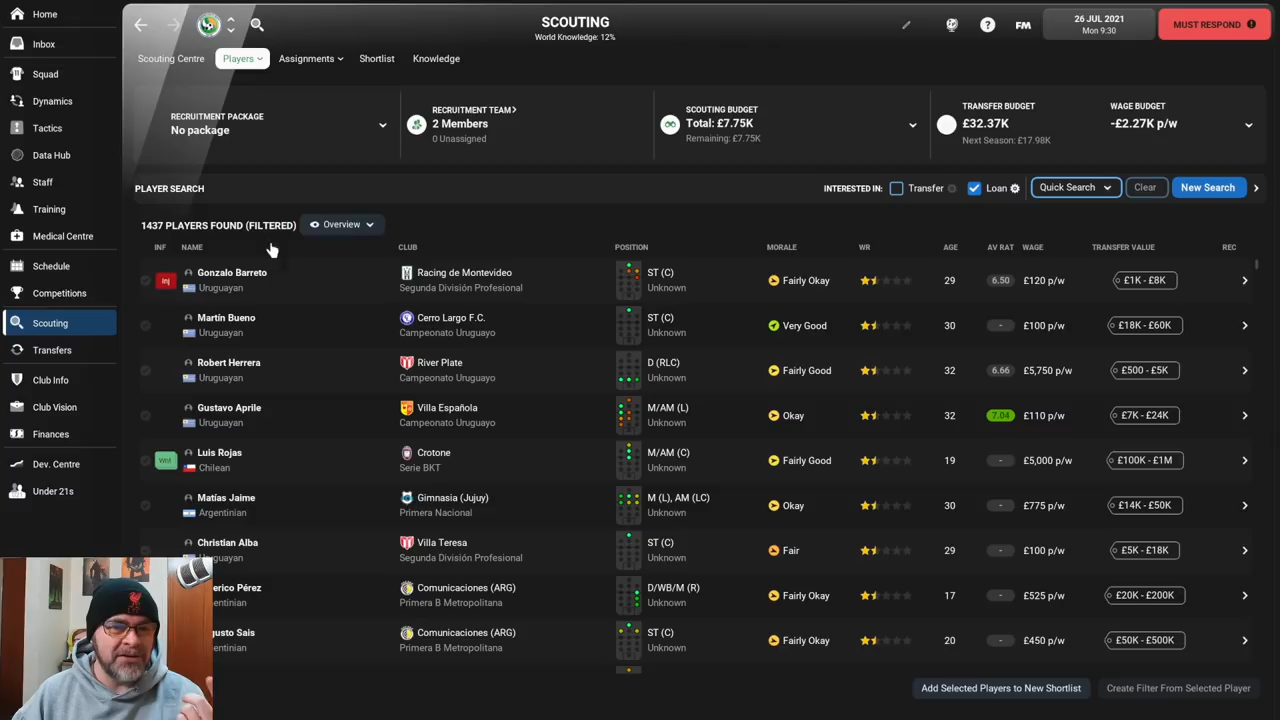 Home
SCOUTING
World Knowledge: 12%
FM
26 JUL 2021
Mon 9:30
MUST RESPOND
Inbox
Scouting Centre
Players
Assignments
Shortlist
Knowledge
Squad
Dynamics
Tactics
Data Hub
Staff
Training
Medical Centre
Schedule
Competitions
Scouting
Transfers
Club Info
Club Vision
Finances
Dev. Centre
Under 21s
RECRUITMENT PACKAGE
No package
RECRUITMENT TEAM
2 Members
0 Unassigned
SCOUTING BUDGET
Total: £7.75K
Remaining: £7.75K
TRANSFER BUDGET
£32.37K
Next Season: £17.98K
WAGE BUDGET
-£2.27K p/w
PLAYER SEARCH
INTERESTED IN: Transfer Loan Quick Search Clear New Search
1437 PLAYERS FOUND (FILTERED) Overview
INF NAME CLUB POSITION MORALE WR AGE AV RAT WAGE TRANSFER VALUE REC
Inj Gonzalo Barreto Racing de Montevideo ST (C) Fairly Okay 29 6.50 £120 p/w £1K - £8K
Uruguayan Segunda División Profesional Unknown
Martín Bueno Cerro Largo F.C. ST (C) Very Good 30 - £100 p/w £18K - £60K
Uruguayan Campeonato Uruguayo Unknown
Robert Herrera River Plate D (RLC) Fairly Good 32 6.66 £5,750 p/w £500 - £5K
Uruguayan Campeonato Uruguayo Unknown
Gustavo Aprile Villa Española M/AM (L) Okay 32 7.04 £110 p/w £7K - £24K
Uruguayan Campeonato Uruguayo Unknown
Wnt Luis Rojas Crotone M/AM (C) Fairly Good 19 - £5,000 p/w £100K - £1M
Chilean Serie BKT Unknown
Matías Jaime Gimnasia (Jujuy) M (L), AM (LC) Okay 30 - £775 p/w £14K - £50K
Argentinian Primera Nacional Unknown
Christian Alba Villa Teresa ST (C) Fair 29 - £100 p/w £5K - £18K
Uruguayan Segunda División Profesional Unknown
erico Pérez Comunicaciones (ARG) D/WB/M (R) Fairly Okay 17 - £525 p/w £20K - £200K
entinian Primera B Metropolitana Unknown
gusto Sais Comunicaciones (ARG) ST (C) Fairly Okay 20 - £450 p/w £50K - £500K
entinian Primera B Metropolitana Unknown
Add Selected Players to New Shortlist
Create Filter From Selected Player